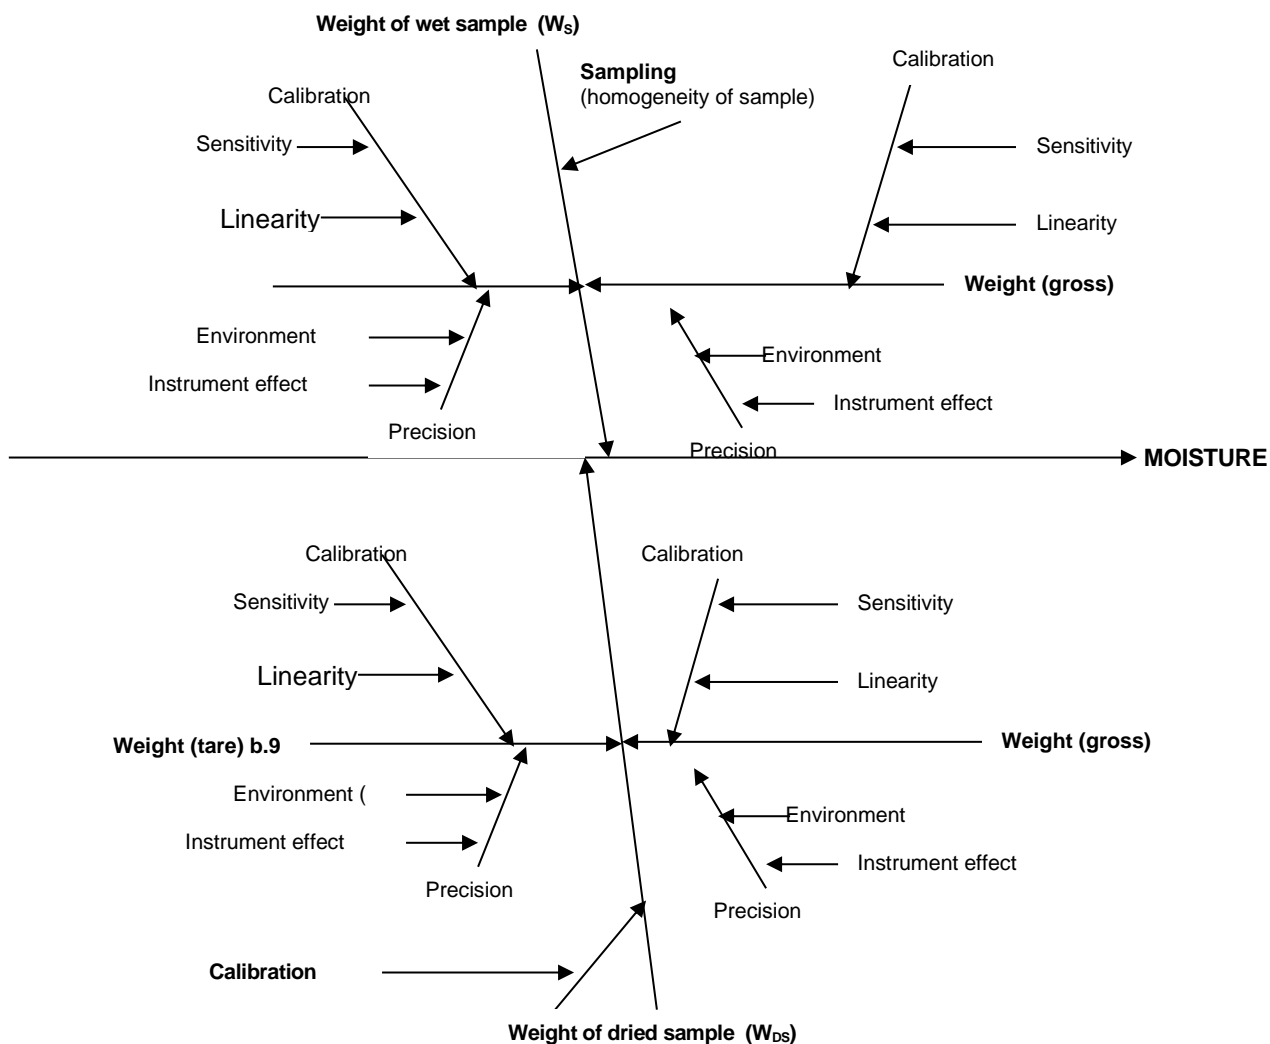 Weight of wet sample (WS)
Calibration
Sampling
(homogeneity of sample)
Calibration
Sensitivity
Sensitivity
Linearity
Linearity
Weight (gross)
Environment
Environment
Instrument effect
Instrument effect
Precision
Precision
MOISTURE
Calibration
Calibration
Sensitivity
Sensitivity
Linearity
Linearity
Weight (tare) b.9
Weight (gross)
Environment (
Environment
Instrument effect
Instrument effect
Precision
Precision
Calibration
Weight of dried sample (WDS)